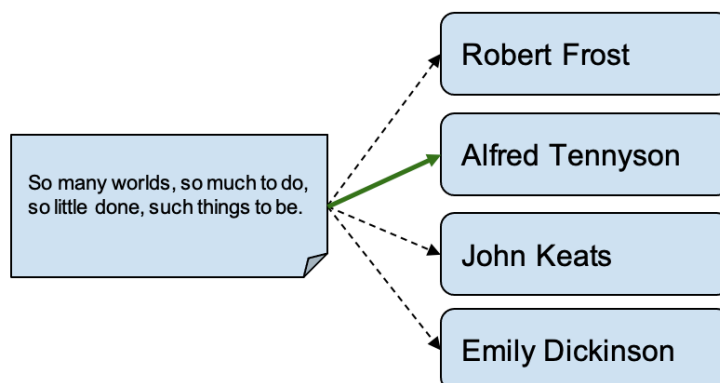 Robert Frost
Alfred Tennyson
So many worlds, so much to do,
so little done, such things to be.
John Keats
Emily Dickinson